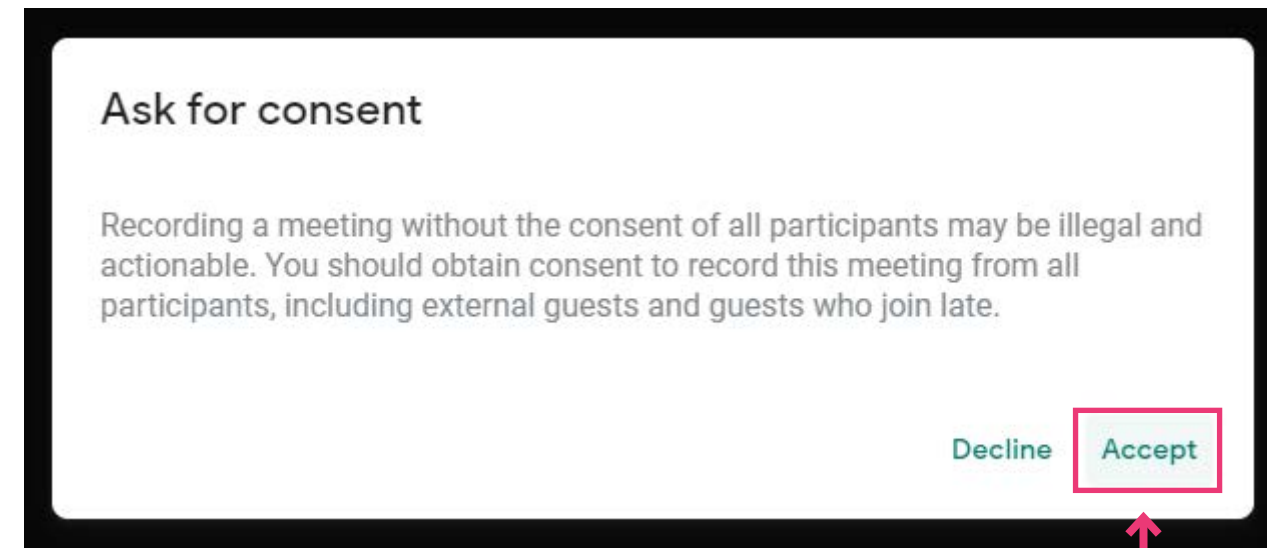 Ask for consent
Recording a meeting without the consent of all participants may be illegal and
actionable. You should obtain consent to record this meeting from all
participants, including external guests and guests who join late.
Decline Accept